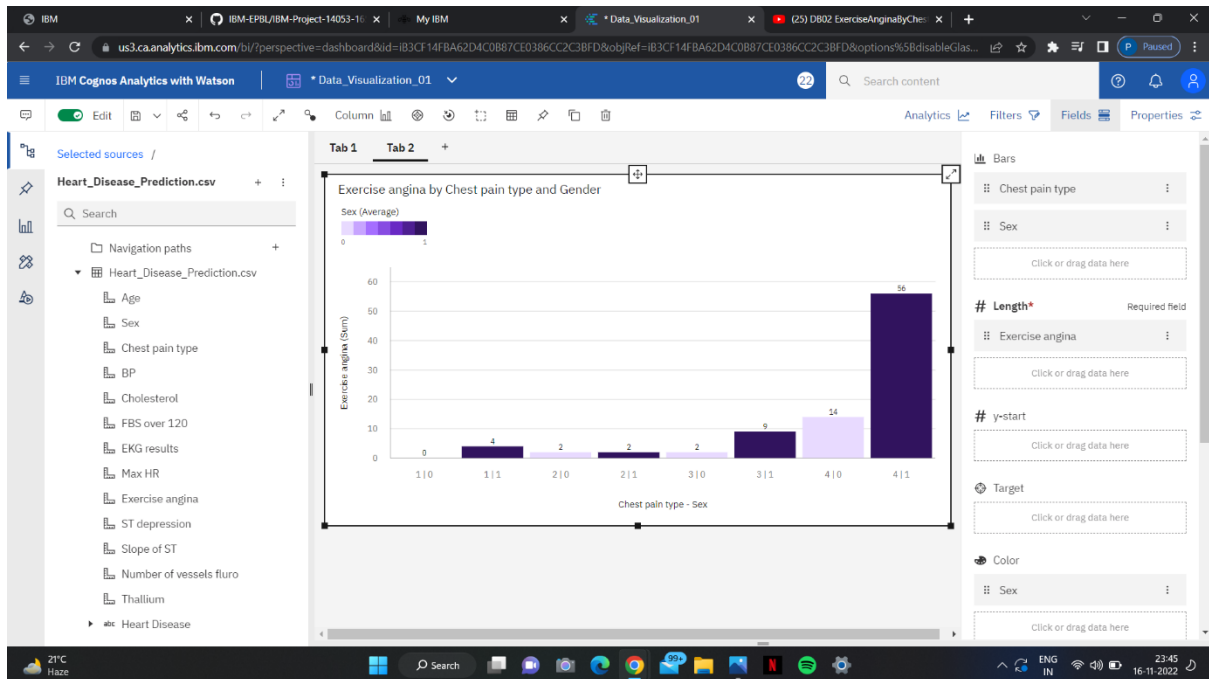 IBM
IBM-EPBL/IBM-Project-14053-16
My IBM
* Data_Visualization_01
(25) DB02 ExerciseAnginaByChes
us3.ca.analytics.ibm.com/bi/?perspective=dashboard&id=iB3CF14FBA62D4C0B87CE0386CC2C3BFD&objRef=iB3CF14FBA62D4C0B87CE0386CC2C3BFD&options%5BdisableGlas...
P Paused
IBM Cognos Analytics with Watson
* Data_Visualization_01
22
Search content
Edit
Column
Analytics
Filters
Fields
Properties
Selected sources /
Heart_Disease_Prediction.csv
Search
Navigation paths
Heart_Disease_Prediction.csv
Age
Sex
Chest pain type
BP
Cholesterol
FBS over 120
EKG results
Max HR
Exercise angina
ST depression
Slope of ST
Number of vessels fluro
Thallium
abc Heart Disease
Tab 1 Tab 2 +
Exercise angina by Chest pain type and Gender
Sex (Average)
0 1
Exercise angina (Sum)
60
50
40
30
20
10
0
0 4 2 2 2 9 14 56
1|0 1|1 2|0 2|1 3|0 3|1 4|0 4|1
Chest pain type - Sex
Bars
Chest pain type
Sex
Click or drag data here
# Length* Required field
Exercise angina
Click or drag data here
# y-start
Click or drag data here
Target
Click or drag data here
Color
Sex
Click or drag data here
21°C
Haze
Search
99+
N
ENG
IN
23:45
16-11-2022